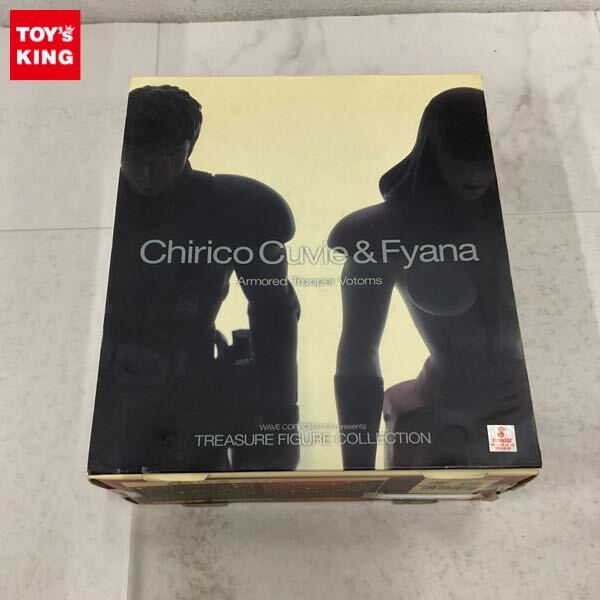 TOY's
KING
Chirico Cuvie & Fyana
Armored Trooper Votoms
WAVE CORPORATION presents
TREASURE FIGURE COLLECTION